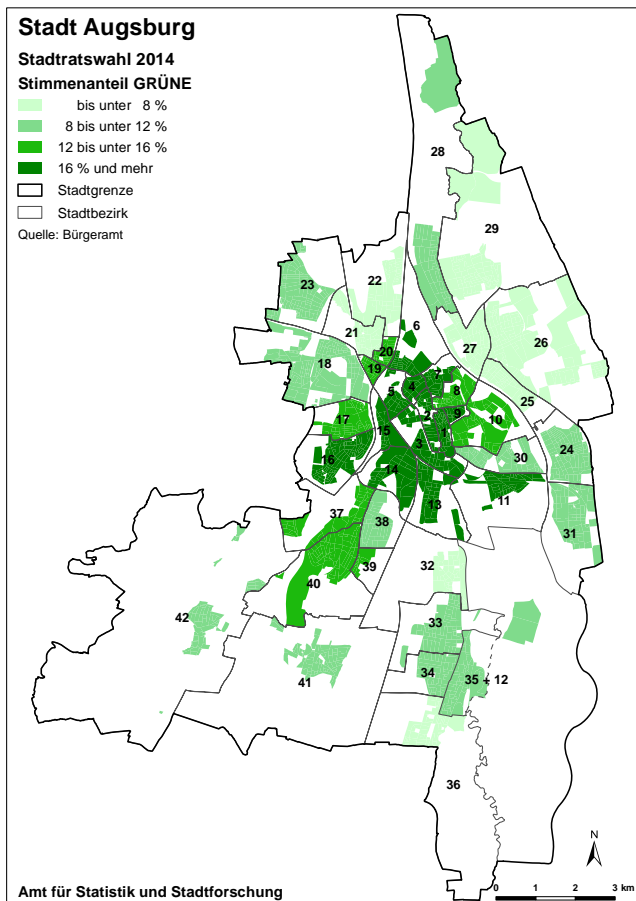 Stadt Augsburg
Stadtratswahl 2014
Stimmenanteil GRÜNE
bis unter 8 %
8 bis unter 12 %
12 bis unter 16 %
16 % und mehr
Stadtgrenze
Stadtbezirk
Quelle: Bürgeramt
28
29
22
23
6
21
20
27
26
18
19
7
5
4
8
25
17
2
9
10
15
1
3
24
16
30
14
11
13
31
37
38
32
39
40
42
33
34
41
35 + 12
36
N
Amt für Statistik und Stadtforschung
0 1 2 3 km